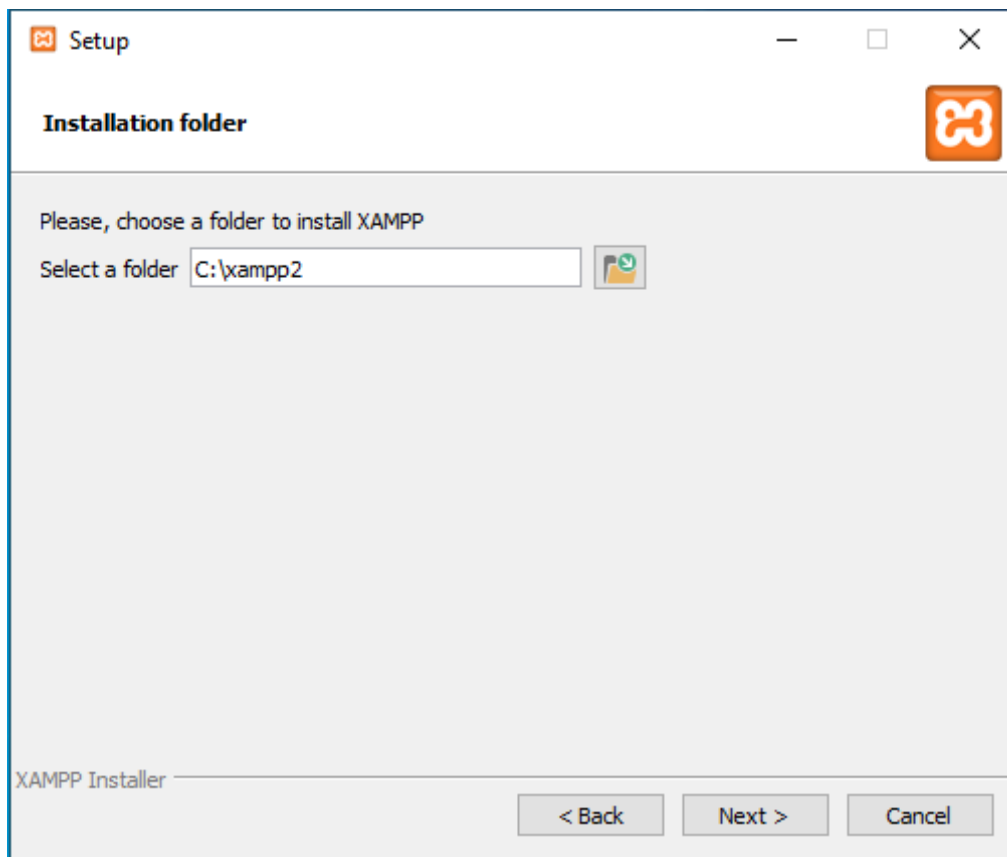 Setup
Installation folder
Please, choose a folder to install XAMPP
Select a folder C:\xampp2
XAMPP Installer
< Back Next > Cancel